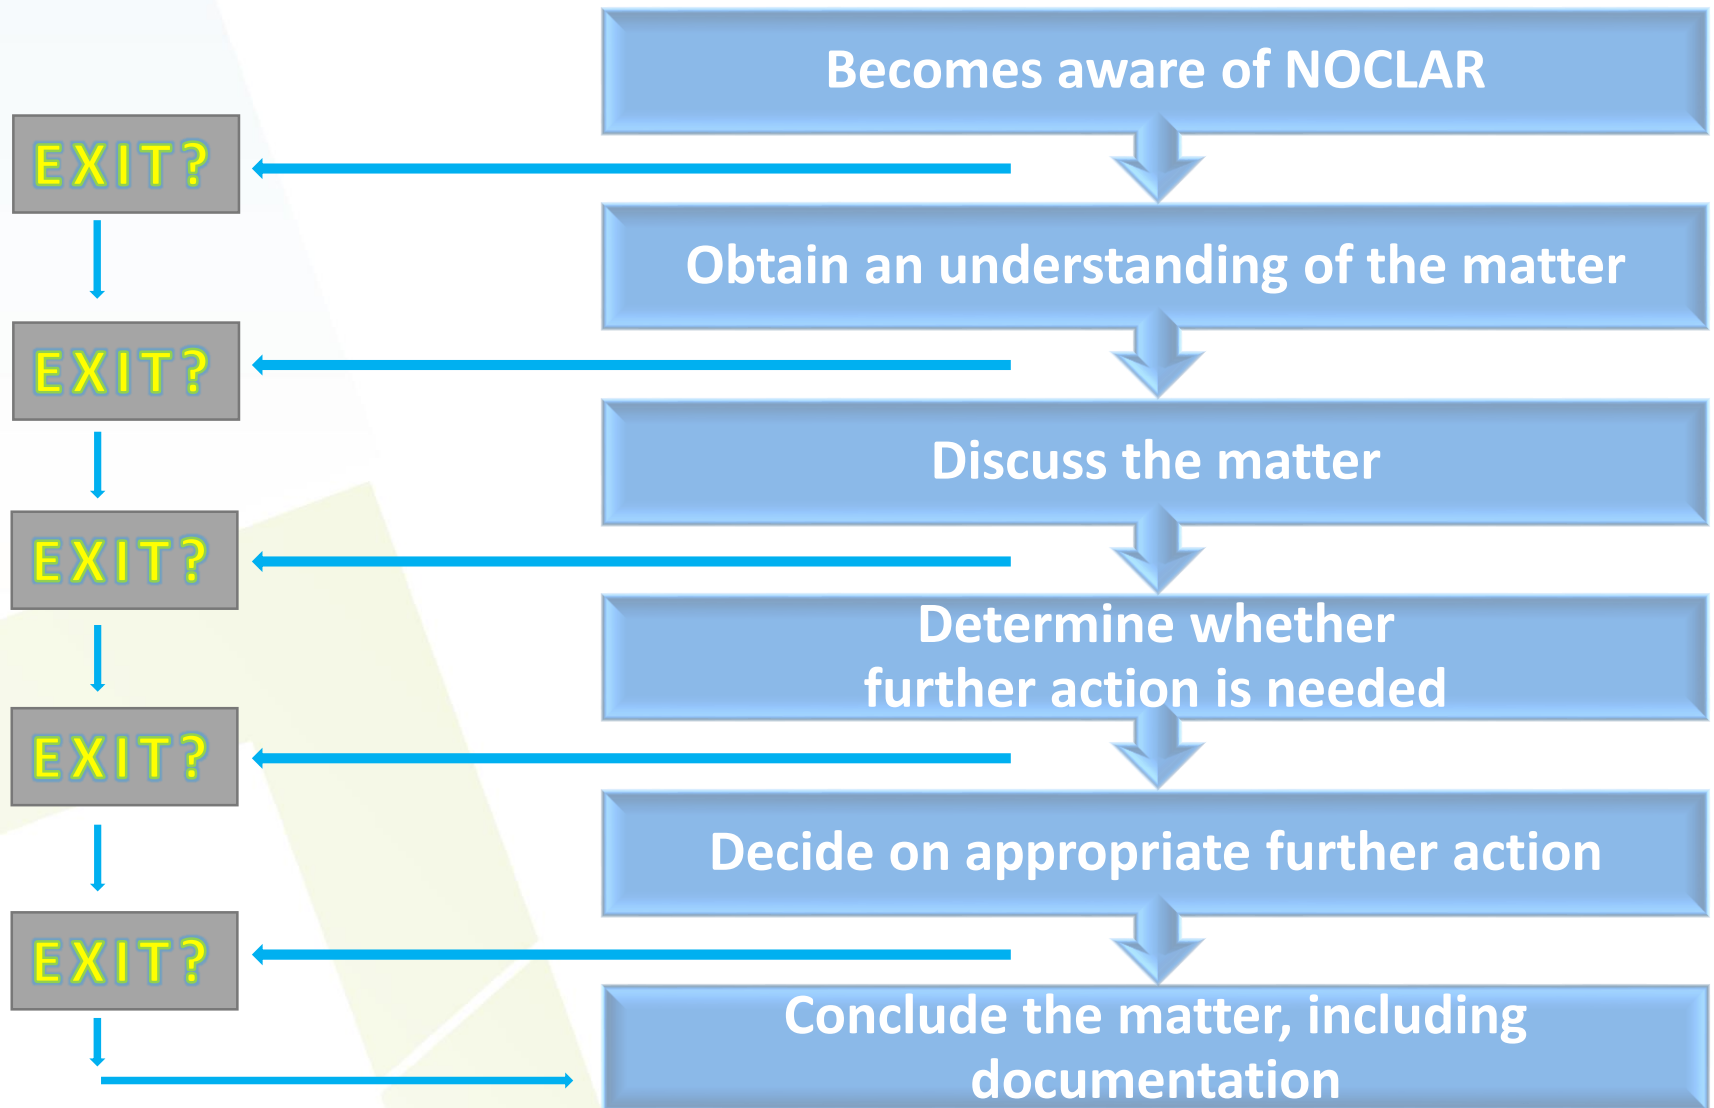 Becomes aware of NOCLAR
EXIT?
Obtain an understanding of the matter
EXIT?
Discuss the matter
EXIT?
Determine whether
further action is needed
EXIT?
Decide on appropriate further action
EXIT?
Conclude the matter, including
documentation